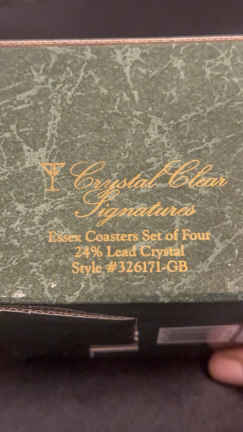 Crystal Clear
Signatures
Essex Coasters Set of Four
24% Lead Crystal
Style #326171-GB